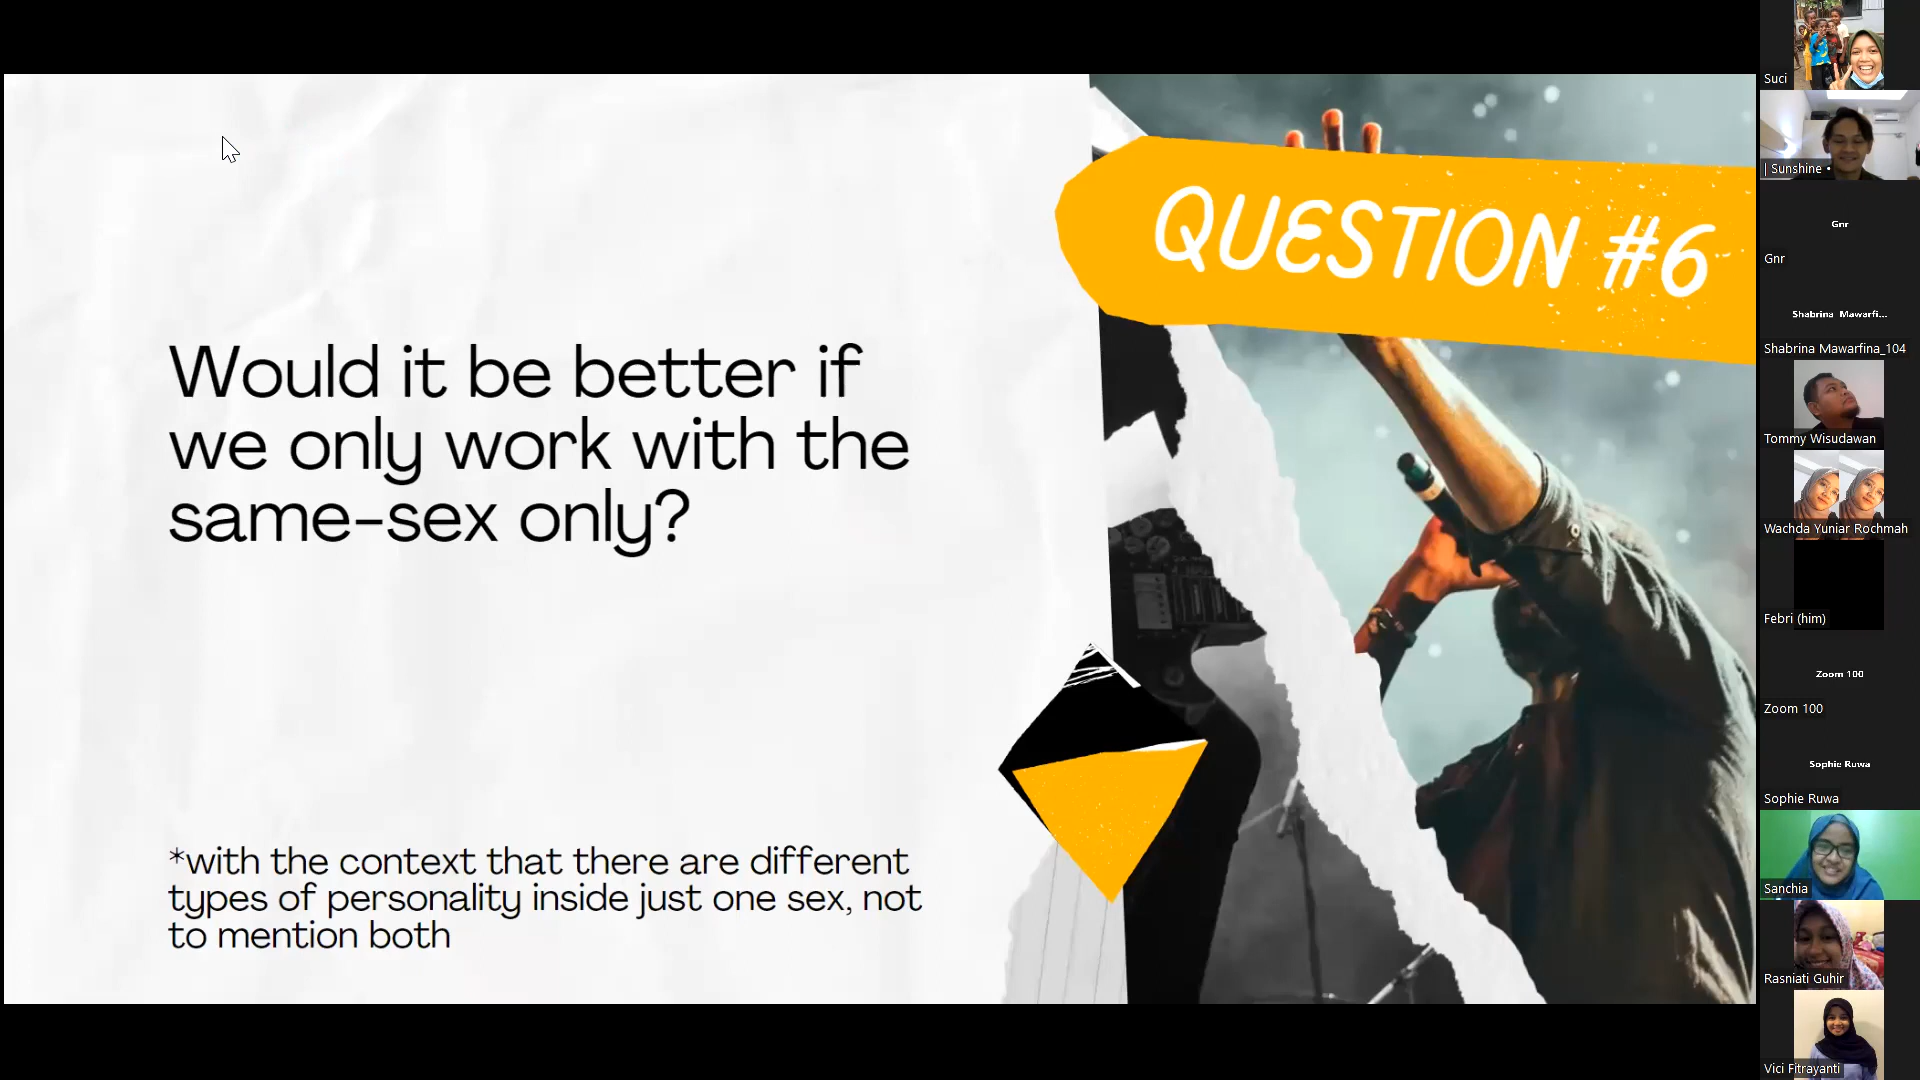 QUESTION #6
Would it be better if
we only work with the
same-sex only?
*with the context that there are different
types of personality inside just one sex, not
to mention both
Suci
| Sunshine •
Gnr
Gnr
Shabrina Mawarfi...
Shabrina Mawarfina_104
Tommy Wisudawan
Wachda Yuniar Rochmah
Febri (him)
Zoom 100
Zoom 100
Sophie Ruwa
Sophie Ruwa
Sanchia
Rasniati Guhir
Vici Fitrayanti